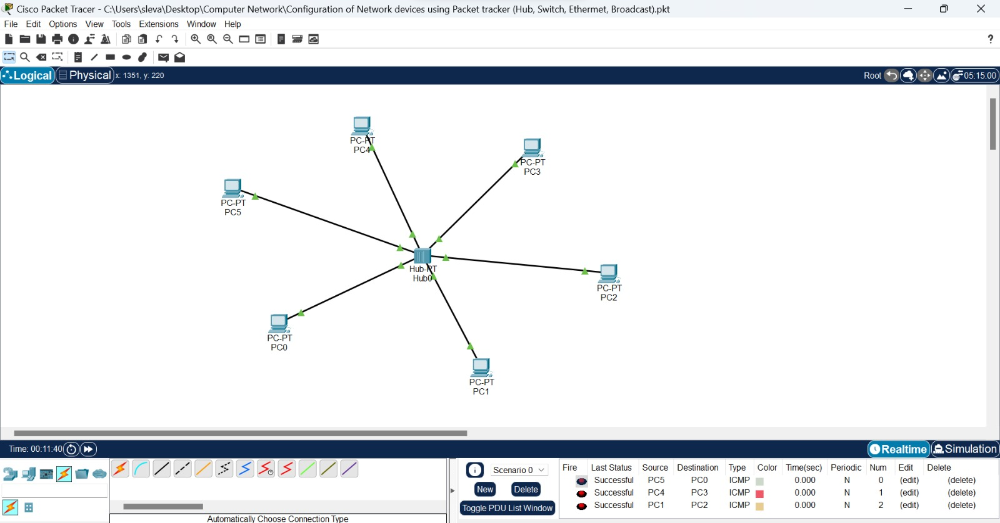 Cisco Packet Tracer - C:\Users\sleva\Desktop\Computer Network\Configuration of Network devices using Packet tracker (Hub, Switch, Ethermet, Broadcast).pkt
File Edit Options View Tools Extensions Window Help
?
Logical Physical x: 1351, y: 220 Root 05:15:00
PC-PT
PC4
PC-PT
PC3
PC-PT
PC5
Hub-PT
Hub0
PC-PT
PC2
PC-PT
PC0
PC-PT
PC1
Time: 00:11:40 Realtime Simulation
Scenario 0
New Delete
Toggle PDU List Window
Fire Last Status Source Destination Type Color Time(sec) Periodic Num Edit Delete
Successful PC5 PC0 ICMP 0.000 N 0 (edit) (delete)
Successful PC4 PC3 ICMP 0.000 N 1 (edit) (delete)
Successful PC1 PC2 ICMP 0.000 N 2 (edit) (delete)
Automatically Choose Connection Type